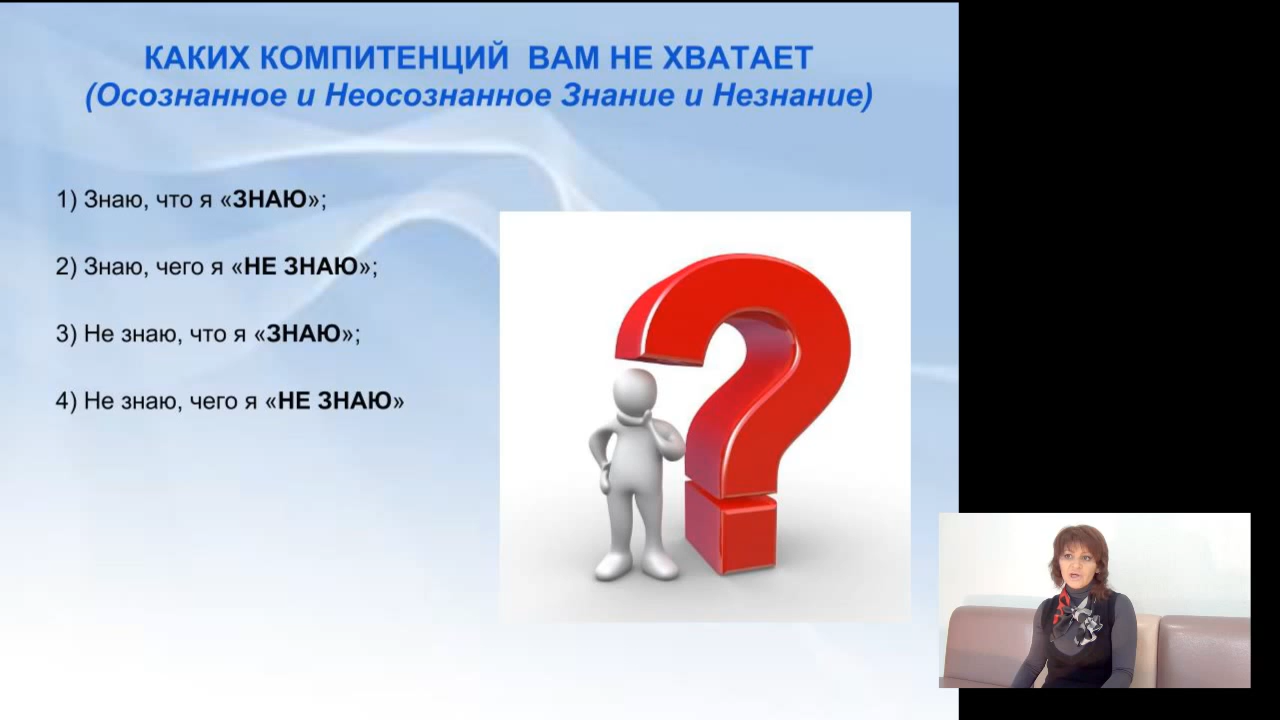 КАКИХ КОМПИТЕНЦИЙ ВАМ НЕ ХВАТАЕТ
(Осознанное и Неосознанное Знание и Незнание)
1) Знаю, что я «ЗНАЮ»;
2) Знаю, чего я «НЕ ЗНАЮ»;
3) Не знаю, что я «ЗНАЮ»;
4) Не знаю, чего я «НЕ ЗНАЮ»